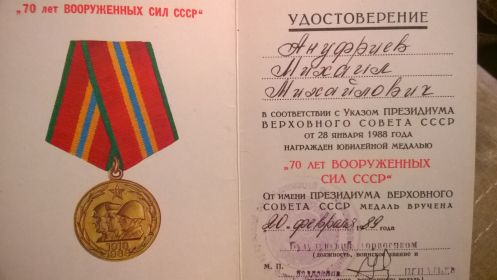 „70 лет ВООРУЖЕННЫХ СИЛ СССР“
1918
1988
УДОСТОВЕРЕНИЕ
Ануфриев
Михаил
Михайлович
В СООТВЕТСТВИИ С УКАЗОМ ПРЕЗИДИУМА
ВЕРХОВНОГО СОВЕТА СССР
ОТ 28 ЯНВАРЯ 1988 ГОДА
НАГРАЖДЕН ЮБИЛЕЙНОЙ МЕДАЛЬЮ
„70 ЛЕТ ВООРУЖЕННЫХ
СИЛ СССР“
ОТ ИМЕНИ ПРЕЗИДИУМА ВЕРХОВНОГО
СОВЕТА СССР МЕДАЛЬ ВРУЧЕНА
20 февраля 19 года
(должность, воинское звание и
М. П.